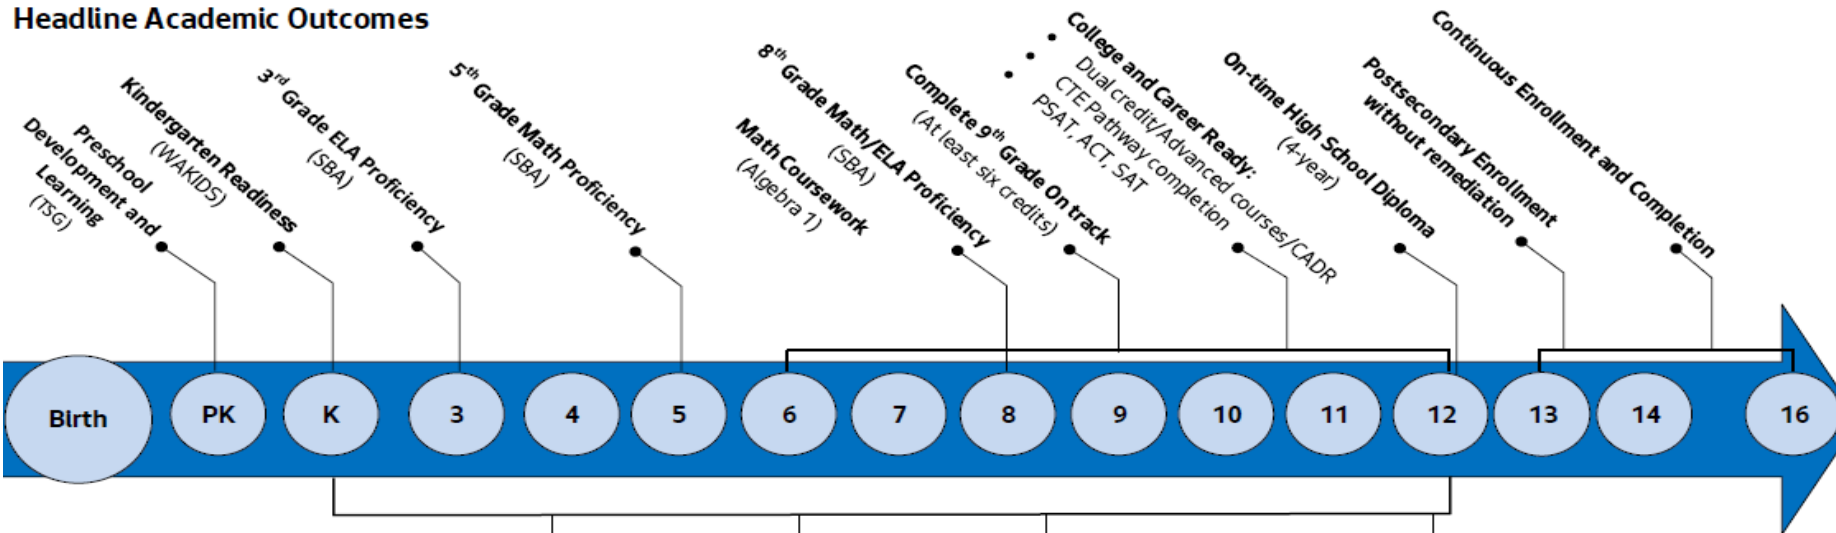 Headline Academic Outcomes
Preschool
Development and
Learning
(TSG)
Kindergarten Readiness
(WAKIDS)
3rd Grade ELA Proficiency
(SBA)
5th Grade Math Proficiency
(SBA)
8th Grade Math/ELA Proficiency
(SBA)
Math Coursework
(Algebra 1)
Complete 9th Grade On track
(At least six credits)
College and Career Ready:
• Dual credit/Advanced courses/CADR
• CTE Pathway completion
• PSAT, ACT, SAT
On-time High School Diploma
(4-year)
Postsecondary Enrollment
without remediation
Continuous Enrollment and Completion
Birth
PK
K
3
4
5
6
7
8
9
10
11
12
13
14
16